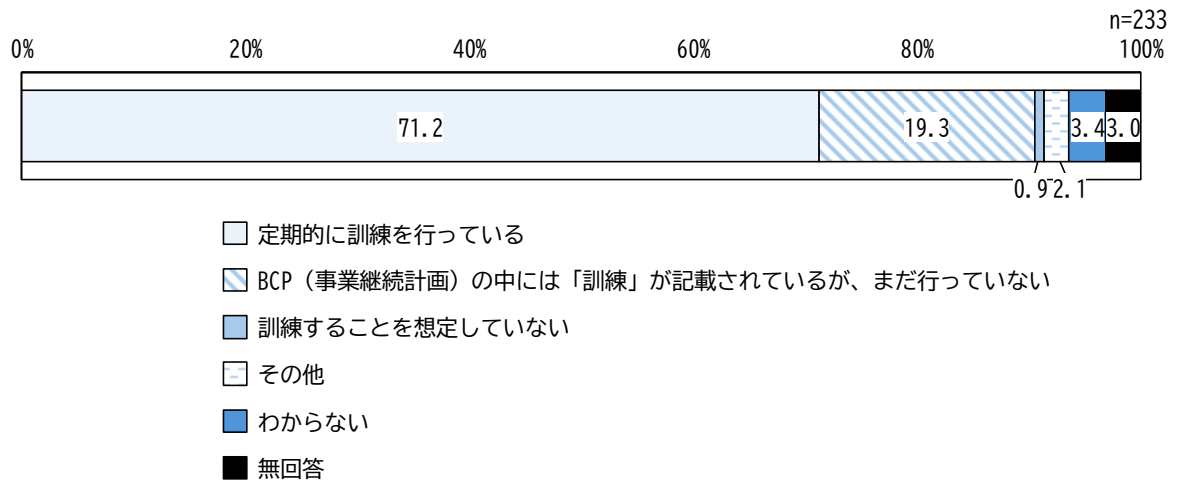 n=233
0% 20% 40% 60% 80% 100%
71.2 19.3 3.4 3.0
0.9 2.1
定期的に訓練を行っている
BCP（事業継続計画）の中には「訓練」が記載されているが、まだ行っていない
訓練することを想定していない
その他
わからない
無回答